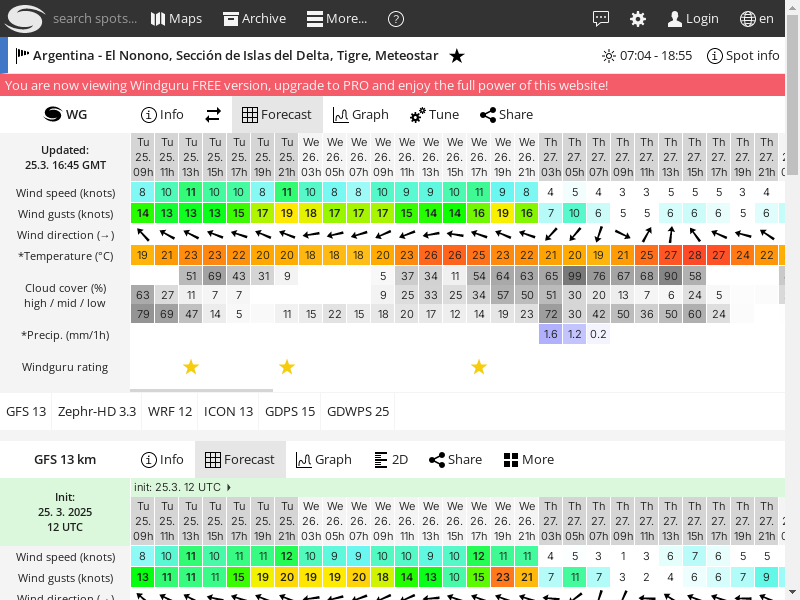 search spots... Maps Archive More... ? Login en
Argentina - El Nonono, Sección de Islas del Delta, Tigre, Meteostar ★ 07:04 - 18:55 Spot info
You are now viewing Windguru FREE version, upgrade to PRO and enjoy the full power of this website!
WG Info Forecast Graph Tune Share
Updated:
25.3. 16:45 GMT
Tu Tu Tu Tu Tu Tu Tu We We We We We We We We We We Th Th Th Th Th Th Th Th Th Th
25. 25. 25. 25. 25. 25. 25. 26. 26. 26. 26. 26. 26. 26. 26. 26. 26. 27. 27. 27. 27. 27. 27. 27. 27. 27. 27.
09h 11h 13h 15h 17h 19h 21h 03h 05h 07h 09h 11h 13h 15h 17h 19h 21h 03h 05h 07h 09h 11h 13h 15h 17h 19h 21h
Wind speed (knots) 8 10 11 10 10 8 11 10 8 8 10 9 9 10 11 9 8 4 5 4 3 3 5 5 5 3 4
Wind gusts (knots) 14 13 13 13 15 17 19 18 17 17 17 15 14 14 16 19 16 7 10 6 5 5 6 6 6 5 6
Wind direction (→)
*Temperature (°C) 19 21 23 23 22 20 20 18 18 18 20 23 26 26 25 23 22 21 20 19 21 25 27 28 27 24 22
Cloud cover (%)
high / mid / low
51 69 43 31 9 5 37 34 11 54 64 63 65 99 76 67 68 90 58
63 27 11 7 7 9 25 33 25 34 57 50 51 30 20 13 7 6 24 5
79 69 47 14 5 11 15 22 15 18 20 17 12 14 19 23 72 30 42 50 36 50 60 24
*Precip. (mm/1h) 1.6 1.2 0.2
Windguru rating ★ ★ ★
GFS 13 Zephr-HD 3.3 WRF 12 ICON 13 GDPS 15 GDWPS 25
GFS 13 km Info Forecast Graph 2D Share More
init: 25.3. 12 UTC
Init:
25. 3. 2025
12 UTC
Tu Tu Tu Tu Tu Tu Tu We We We We We We We We We We Th Th Th Th Th Th Th Th Th Th
25. 25. 25. 25. 25. 25. 25. 26. 26. 26. 26. 26. 26. 26. 26. 26. 26. 27. 27. 27. 27. 27. 27. 27. 27. 27. 27.
09h 11h 13h 15h 17h 19h 21h 03h 05h 07h 09h 11h 13h 15h 17h 19h 21h 03h 05h 07h 09h 11h 13h 15h 17h 19h 21h
Wind speed (knots) 8 10 11 10 11 11 12 10 9 9 10 10 9 10 12 11 11 4 5 3 1 3 6 7 6 5 5
Wind gusts (knots) 13 11 11 11 15 19 20 19 19 20 18 14 13 10 15 23 21 7 11 7 3 2 4 6 6 7 9
Wind direction (→)